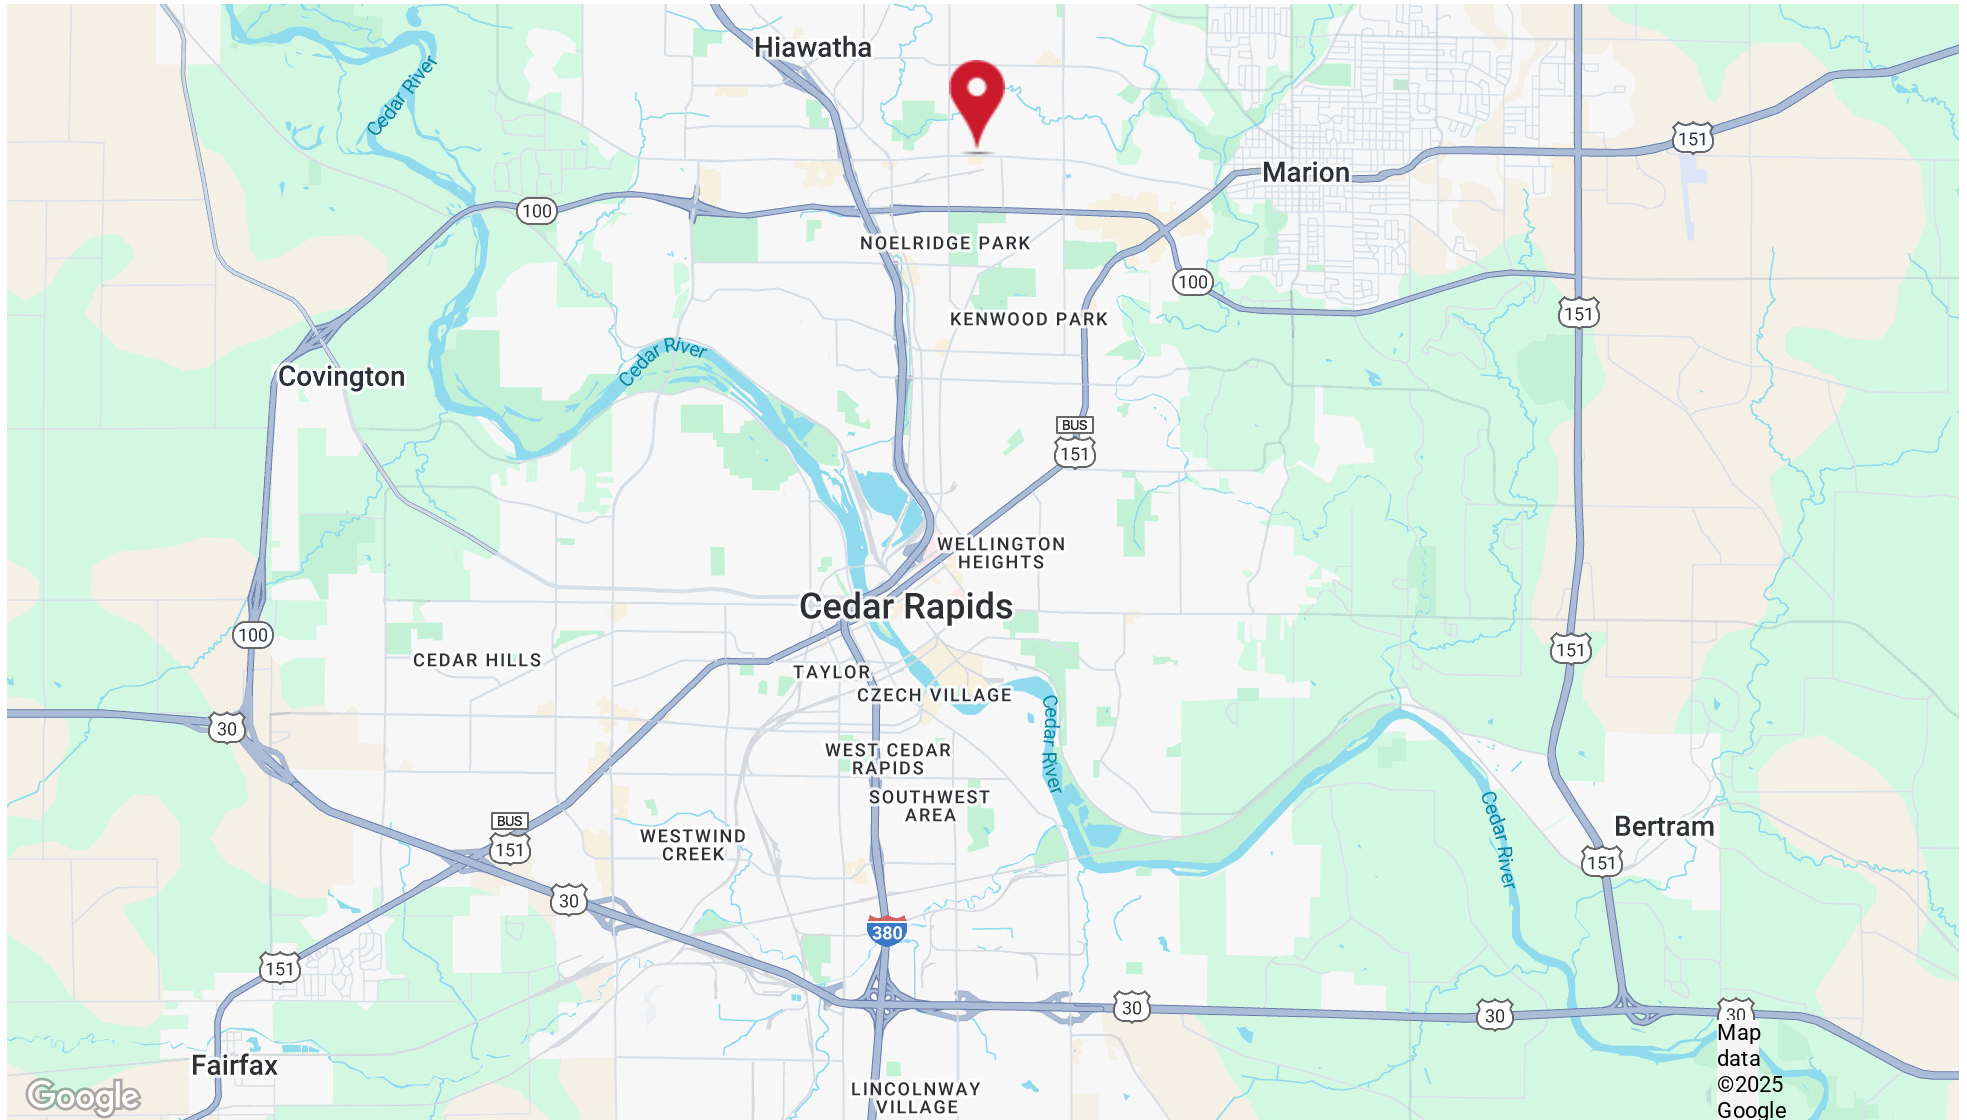 Hiawatha
Cedar River
151
Marion
100
NOELRIDGE PARK
100
151
KENWOOD PARK
Cedar River
Covington
BUS
151
WELLINGTON
HEIGHTS
Cedar Rapids
100
151
CEDAR HILLS
TAYLOR
CZECH VILLAGE
30
Cedar River
WEST CEDAR
RAPIDS
SOUTHWEST
AREA
Cedar River
BUS
151
WESTWIND
CREEK
Bertram
151
30
380
151
30
30
30
Map
data
©2025
Google
Fairfax
Google
LINCOLNWAY
VILLAGE